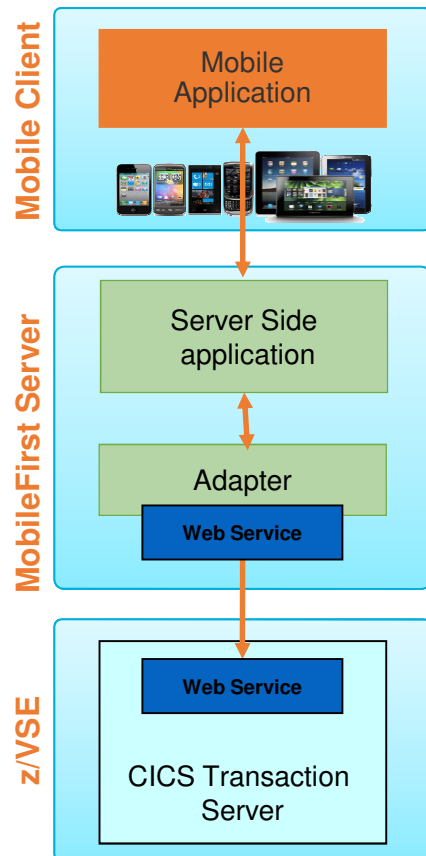 Mobile Client
Mobile
Application
MobileFirst Server
Server Side
application
Adapter
Web Service
z/VSE
Web Service
CICS Transaction
Server